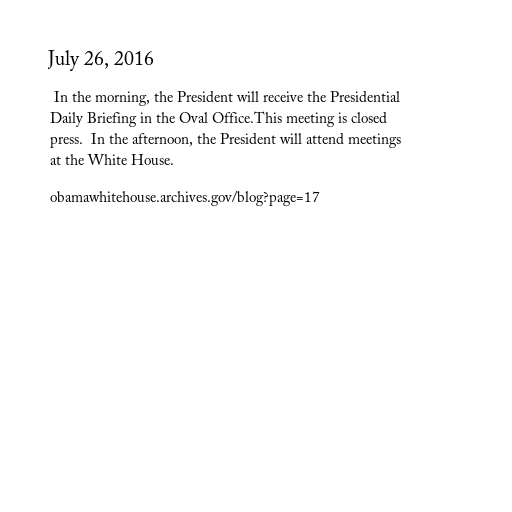 July 26, 2016
In the morning, the President will receive the Presidential
Daily Briefing in the Oval Office.This meeting is closed
press.  In the afternoon, the President will attend meetings
at the White House.
obamawhitehouse.archives.gov/blog?page=17